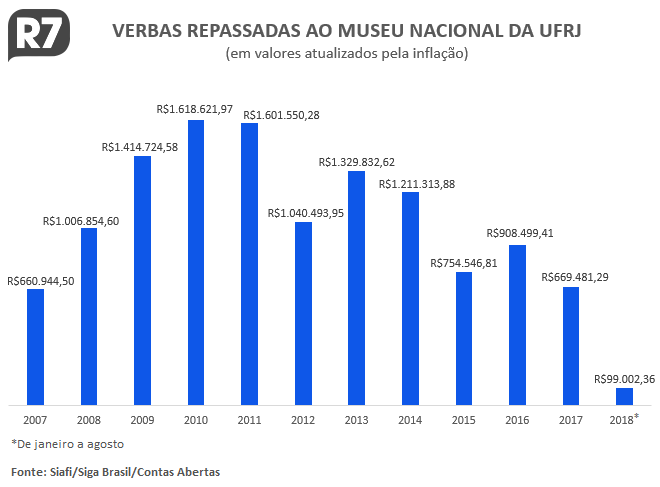 R7
VERBAS REPASSADAS AO MUSEU NACIONAL DA UFRJ
(em valores atualizados pela inflação)
R$660.944,50
R$1.006.854,60
R$1.414.724,58
R$1.618.621,97
R$1.601.550,28
R$1.040.493,95
R$1.329.832,62
R$1.211.313,88
R$754.546,81
R$908.499,41
R$669.481,29
R$99.002,36
2007 2008 2009 2010 2011 2012 2013 2014 2015 2016 2017 2018*
*De janeiro a agosto
Fonte: Siafi/Siga Brasil/Contas Abertas